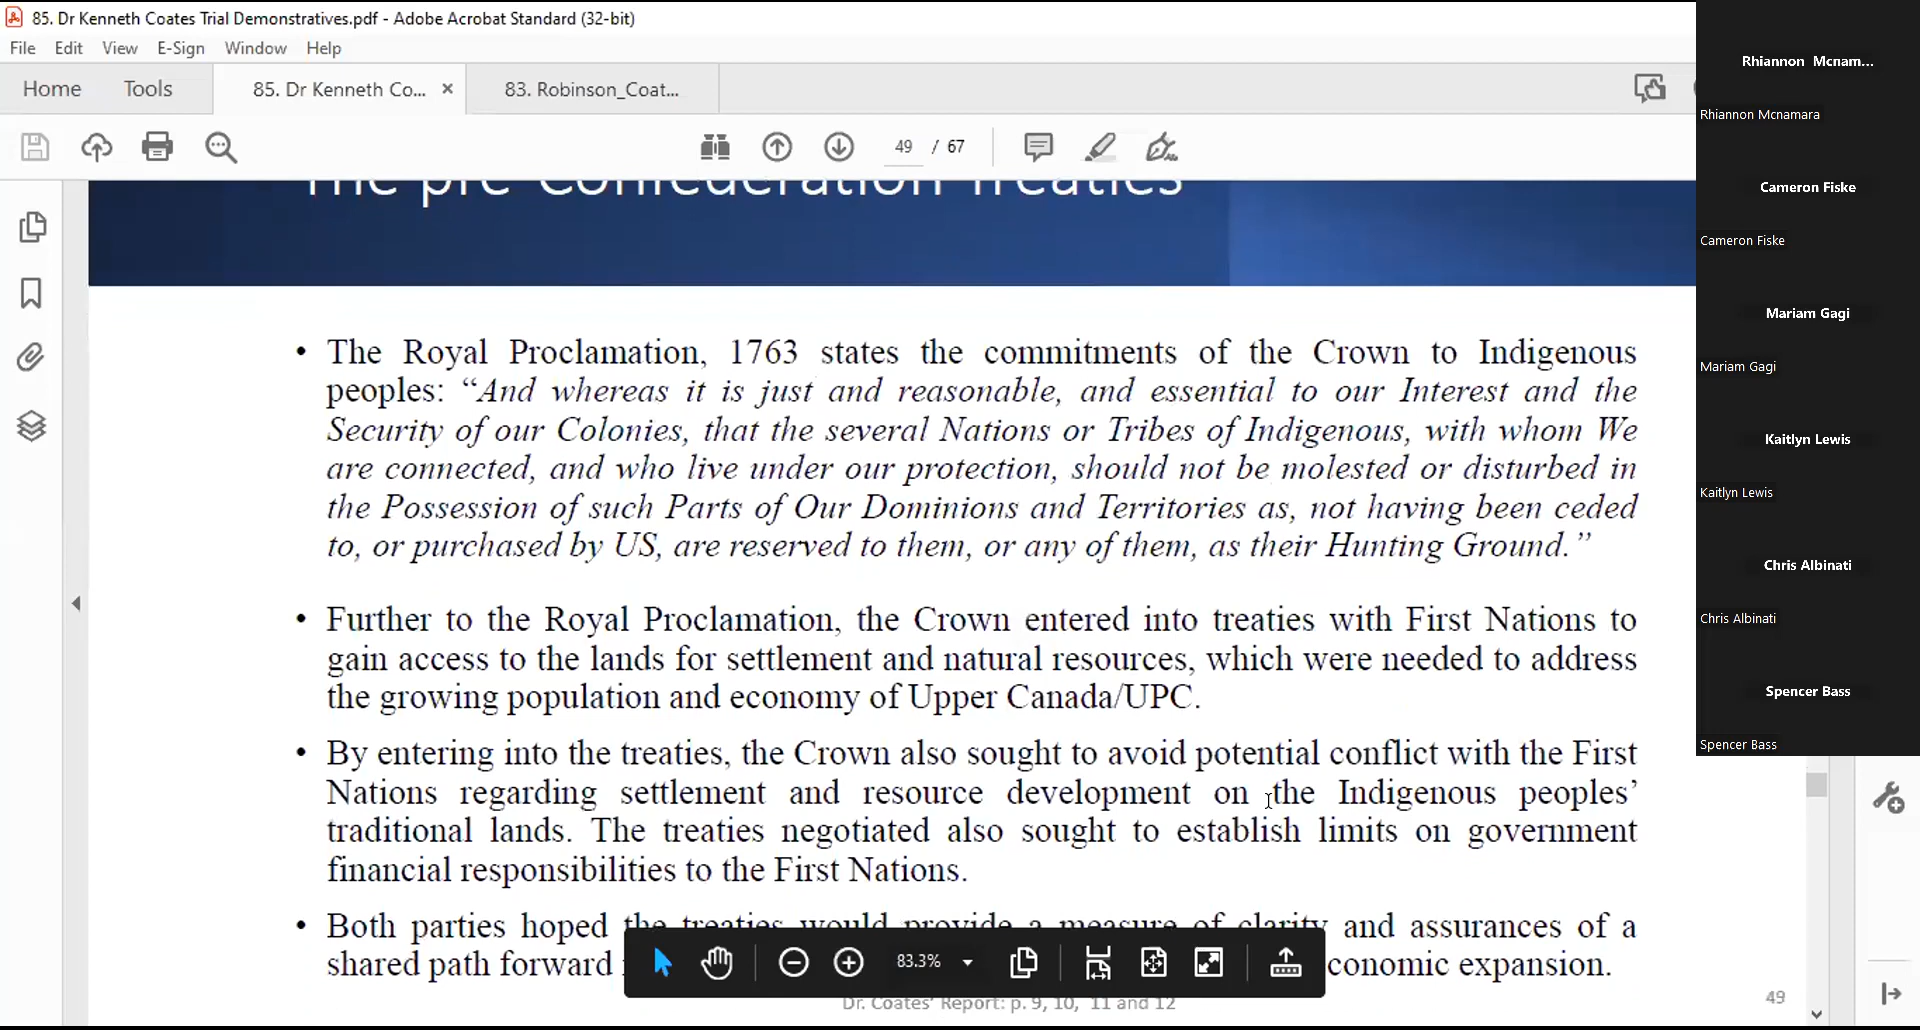 85. Dr Kenneth Coates Trial Demonstratives.pdf - Adobe Acrobat Standard (32-bit)
File Edit View E-Sign Window Help
Home Tools 85. Dr Kenneth Co... × 83. Robinson_Coat...
49 / 67
The pre-Confederation Treaties
• The Royal Proclamation, 1763 states the commitments of the Crown to Indigenous
peoples: “And whereas it is just and reasonable, and essential to our Interest and the
Security of our Colonies, that the several Nations or Tribes of Indigenous, with whom We
are connected, and who live under our protection, should not be molested or disturbed in
the Possession of such Parts of Our Dominions and Territories as, not having been ceded
to, or purchased by US, are reserved to them, or any of them, as their Hunting Ground.”
• Further to the Royal Proclamation, the Crown entered into treaties with First Nations to
gain access to the lands for settlement and natural resources, which were needed to address
the growing population and economy of Upper Canada/UPC.
• By entering into the treaties, the Crown also sought to avoid potential conflict with the First
Nations regarding settlement and resource development on the Indigenous peoples’
traditional lands. The treaties negotiated also sought to establish limits on government
financial responsibilities to the First Nations.
• Both parties hoped the treaties would provide a measure of clarity and assurances of a
shared path forward conomic expansion.
83.3%
Dr. Coates’ Report: p. 9, 10, 11 and 12
49
Rhiannon Mcnam...
Rhiannon Mcnamara
Cameron Fiske
Cameron Fiske
Mariam Gagi
Mariam Gagi
Kaitlyn Lewis
Kaitlyn Lewis
Chris Albinati
Chris Albinati
Spencer Bass
Spencer Bass